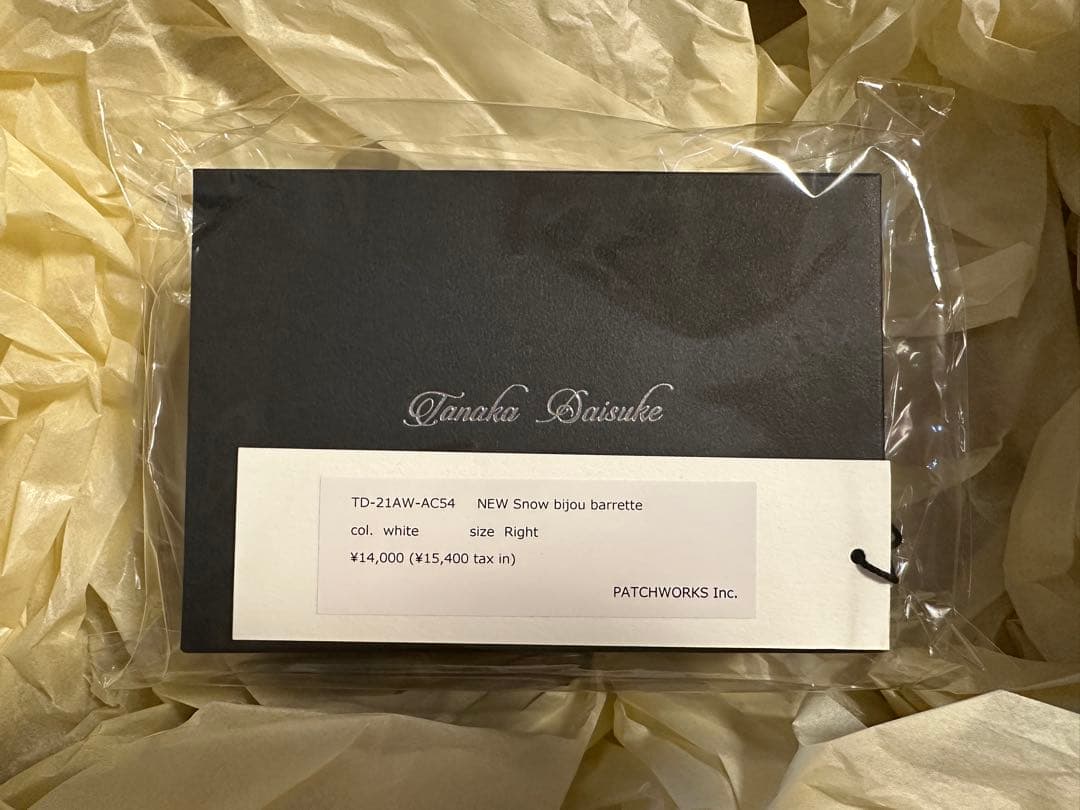 Tanaka Daisuke
TD-21AW-AC54 NEW Snow bijou barrette
col. white size Right
¥14,000 (¥15,400 tax in)
PATCHWORKS Inc.